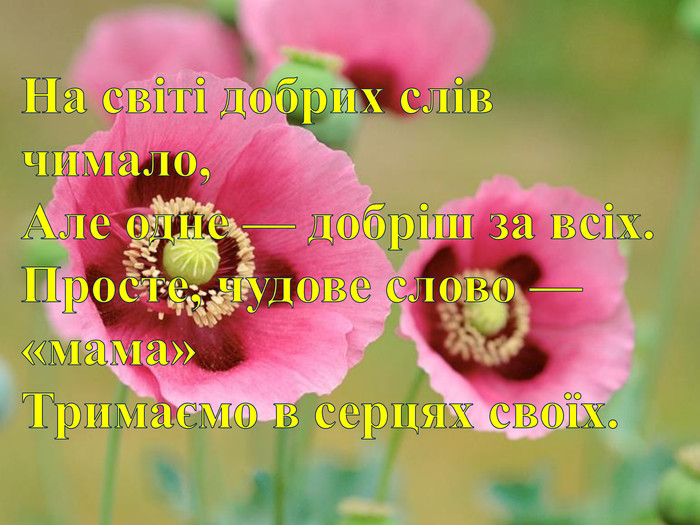 На світі добрих слів
чимало,
Але одне — добріш за всіх.
Просте, чудове слово —
«мама»
Тримаємо в серцях своїх.